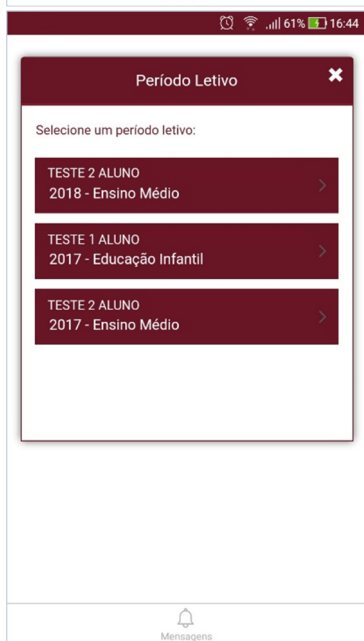 61% 16:44
Período Letivo
Selecione um período letivo:
TESTE 2 ALUNO
2018 - Ensino Médio
TESTE 1 ALUNO
2017 - Educação Infantil
TESTE 2 ALUNO
2017 - Ensino Médio
Mensagens